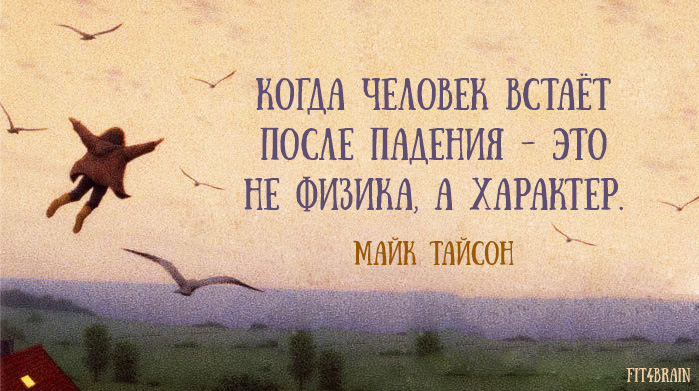 КОГДА ЧЕЛОВЕК ВСТАЁТ
ПОСЛЕ ПАДЕНИЯ - ЭТО
НЕ ФИЗИКА, А ХАРАКТЕР.
МАЙК ТАЙСОН
FIT4BRAIN